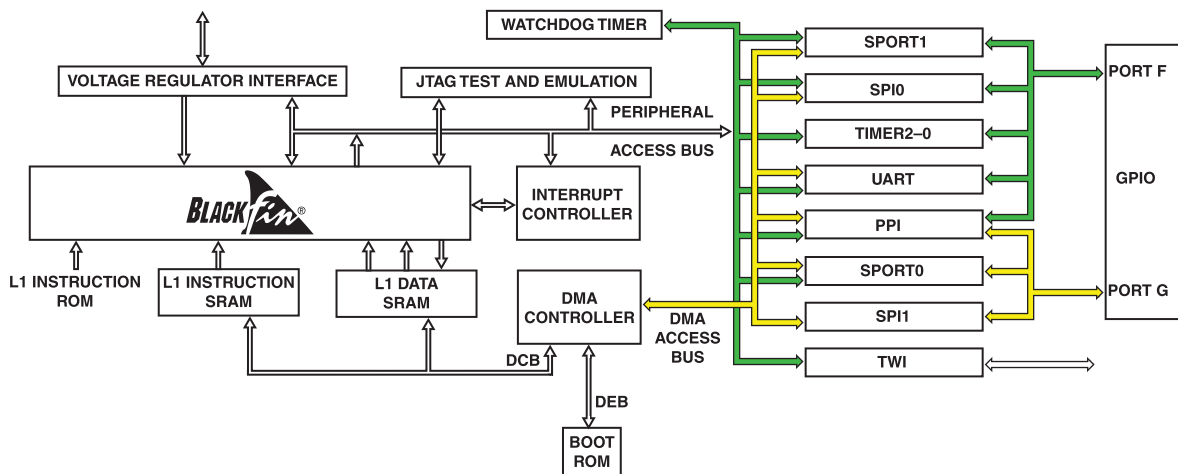 WATCHDOG TIMER
VOLTAGE REGULATOR INTERFACE
JTAG TEST AND EMULATION
PERIPHERAL
ACCESS BUS
BLACKfin®
INTERRUPT
CONTROLLER
L1 INSTRUCTION
ROM
L1 INSTRUCTION
SRAM
L1 DATA
SRAM
DMA
CONTROLLER
DMA
ACCESS
BUS
DCB
DEB
BOOT
ROM
SPORT1
SPI0
TIMER2–0
UART
PPI
SPORT0
SPI1
TWI
PORT F
GPIO
PORT G